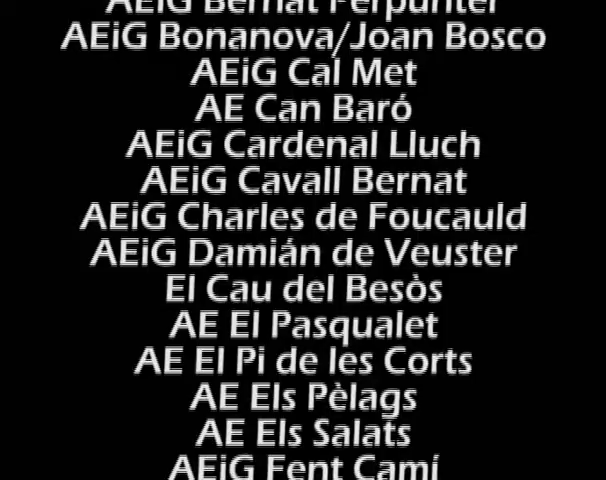 AEiG Bernat Ferpunter
AEiG Bonanova/Joan Bosco
AEiG Cal Met
AE Can Baró
AEiG Cardenal Lluch
AEiG Cavall Bernat
AEiG Charles de Foucauld
AEiG Damián de Veuster
El Cau del Besòs
AE El Pasqualet
AE El Pi de les Corts
AE Els Pèlags
AE Els Salats
AEiG Fent Camí